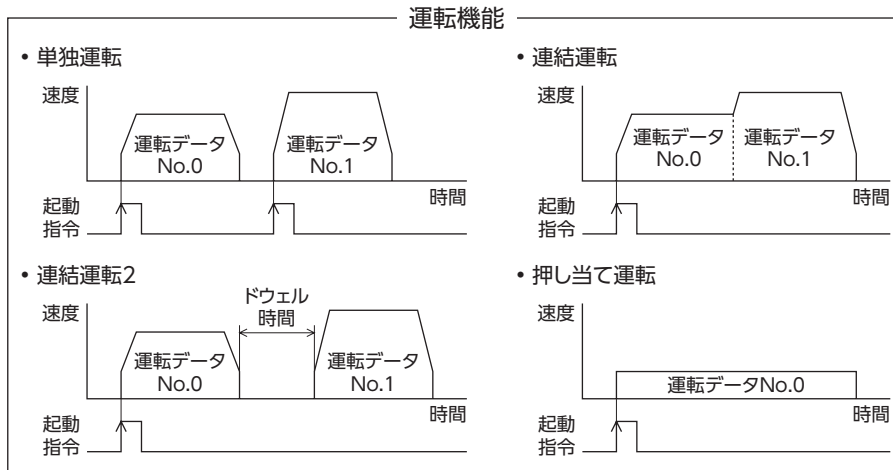 運転機能
• 単独運転
速度
運転データ
No.0
運転データ
No.1
時間
起動
指令
• 連結運転
速度
運転データ
No.0
運転データ
No.1
時間
起動
指令
• 連結運転2
速度
ドウェル
時間
運転データ
No.0
運転データ
No.1
時間
起動
指令
• 押し当て運転
速度
運転データNo.0
時間
起動
指令